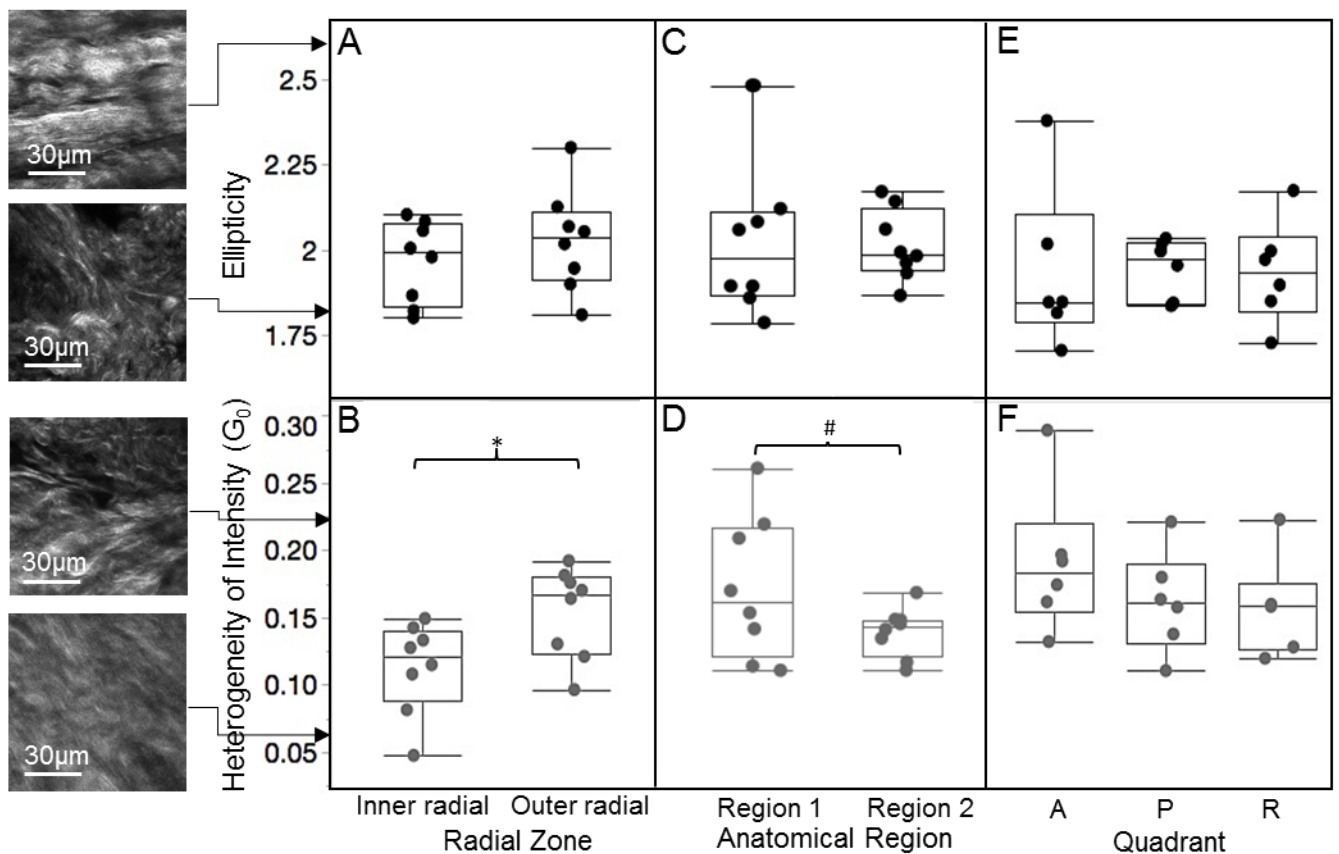 30µm
30µm
30µm
30µm
Ellipticity
2.5
2.25
2
1.75
Heterogeneity of Intensity (G₀)
0.30
0.25
0.20
0.15
0.10
0.05
A
C
E
B
*
D
#
F
Inner radial Outer radial
Radial Zone
Region 1 Region 2
Anatomical Region
A P R
Quadrant